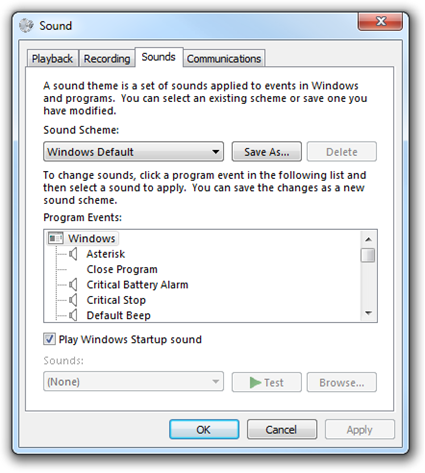 Sound
Playback Recording Sounds Communications
A sound theme is a set of sounds applied to events in Windows
and programs. You can select an existing scheme or save one you
have modified.
Sound Scheme:
Windows Default Save As... Delete
To change sounds, click a program event in the following list and
then select a sound to apply. You can save the changes as a new
sound scheme.
Program Events:
Windows
Asterisk
Close Program
Critical Battery Alarm
Critical Stop
Default Beep
Play Windows Startup sound
Sounds:
(None) Test Browse...
OK Cancel Apply